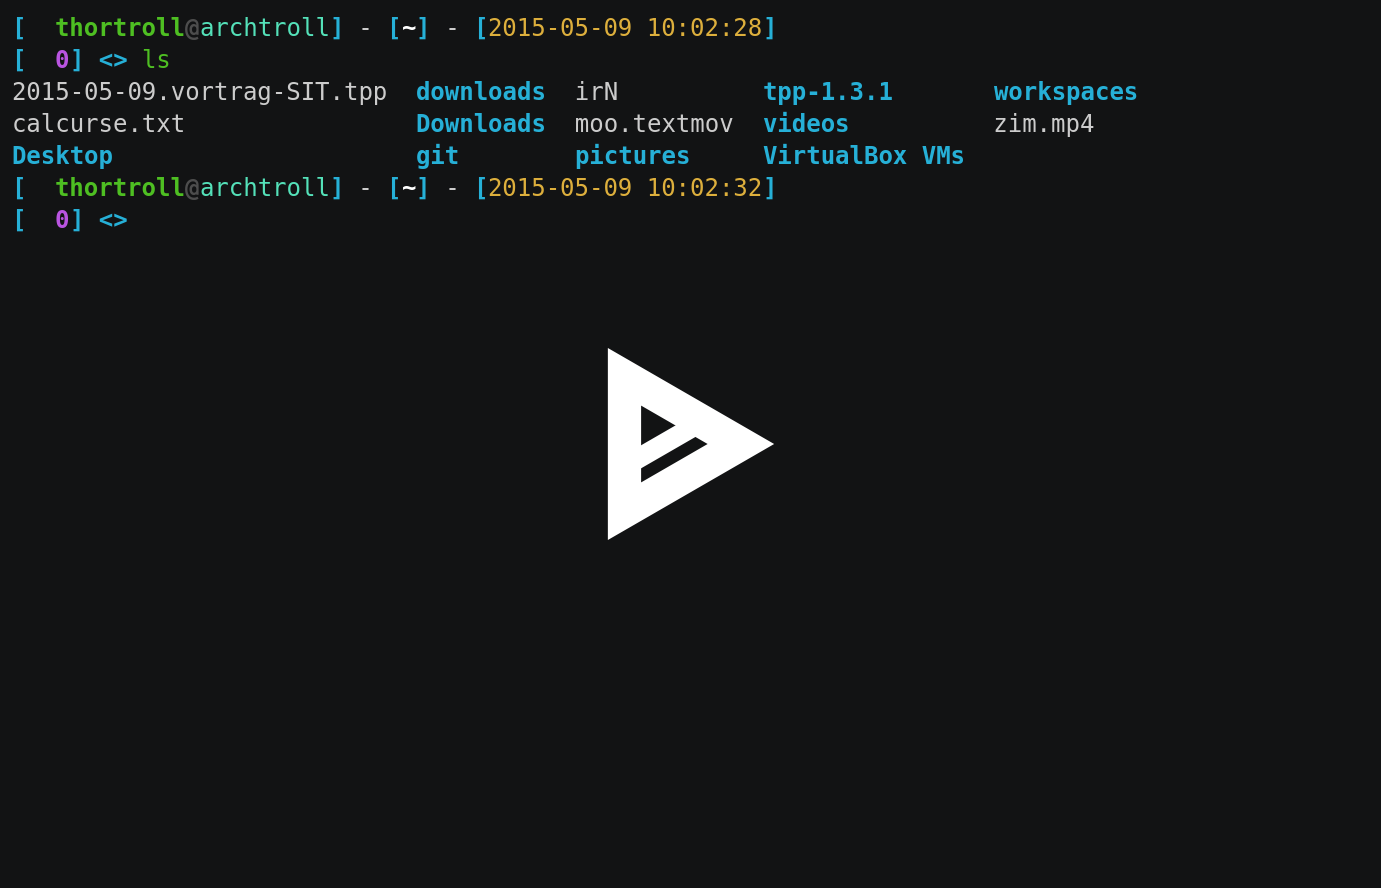 [  thortroll@archtroll] - [~] - [2015-05-09 10:02:28]
[  0] <> ls
2015-05-09.vortrag-SIT.tpp  downloads  irN          tpp-1.3.1       workspaces
calcurse.txt                Downloads  moo.textmov  videos          zim.mp4
Desktop                     git        pictures     VirtualBox VMs
[  thortroll@archtroll] - [~] - [2015-05-09 10:02:32]
[  0] <>